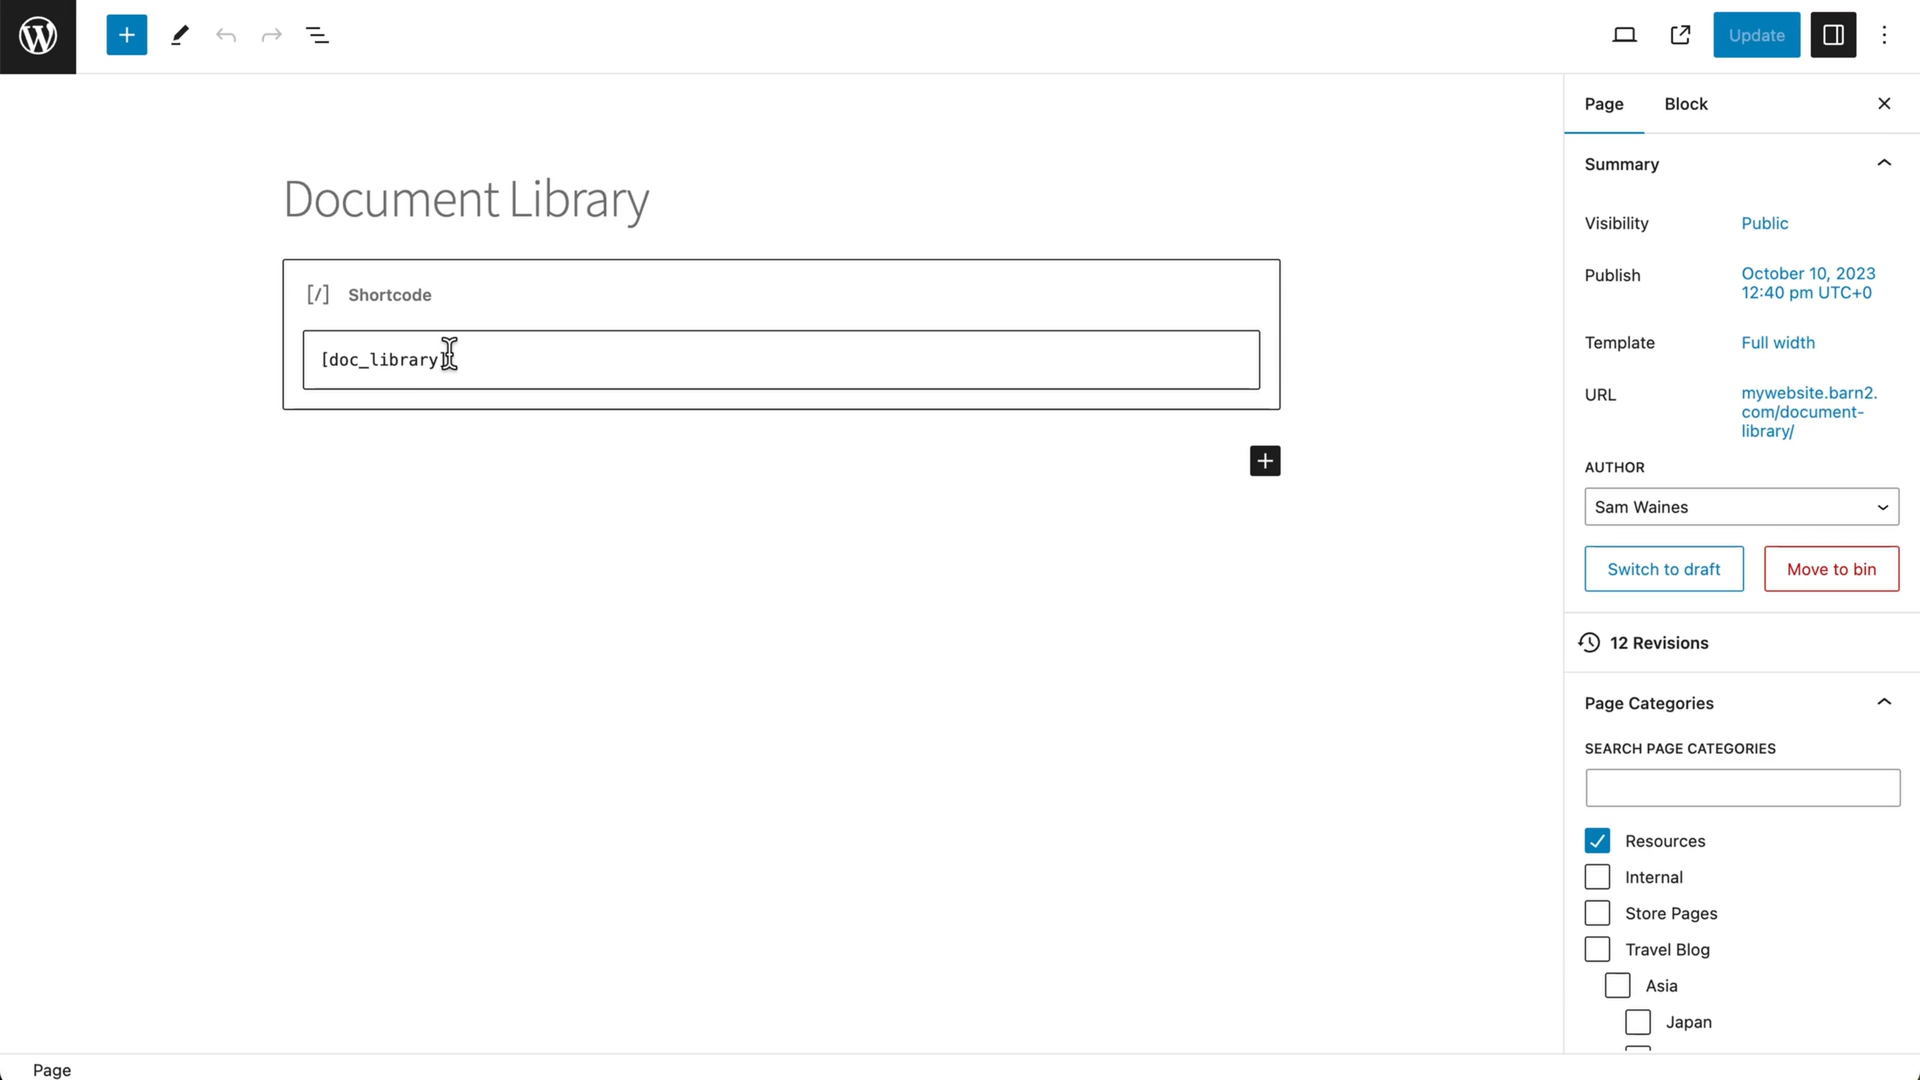 Update
Page Block
Summary
Document Library
Visibility Public
Publish October 10, 2023
12:40 pm UTC+0
[/] Shortcode
[doc_library]
Template Full width
URL mywebsite.barn2.
com/document-
library/
AUTHOR
Sam Waines
Switch to draft Move to bin
12 Revisions
Page Categories
SEARCH PAGE CATEGORIES
Resources
Internal
Store Pages
Travel Blog
Asia
Japan
Page